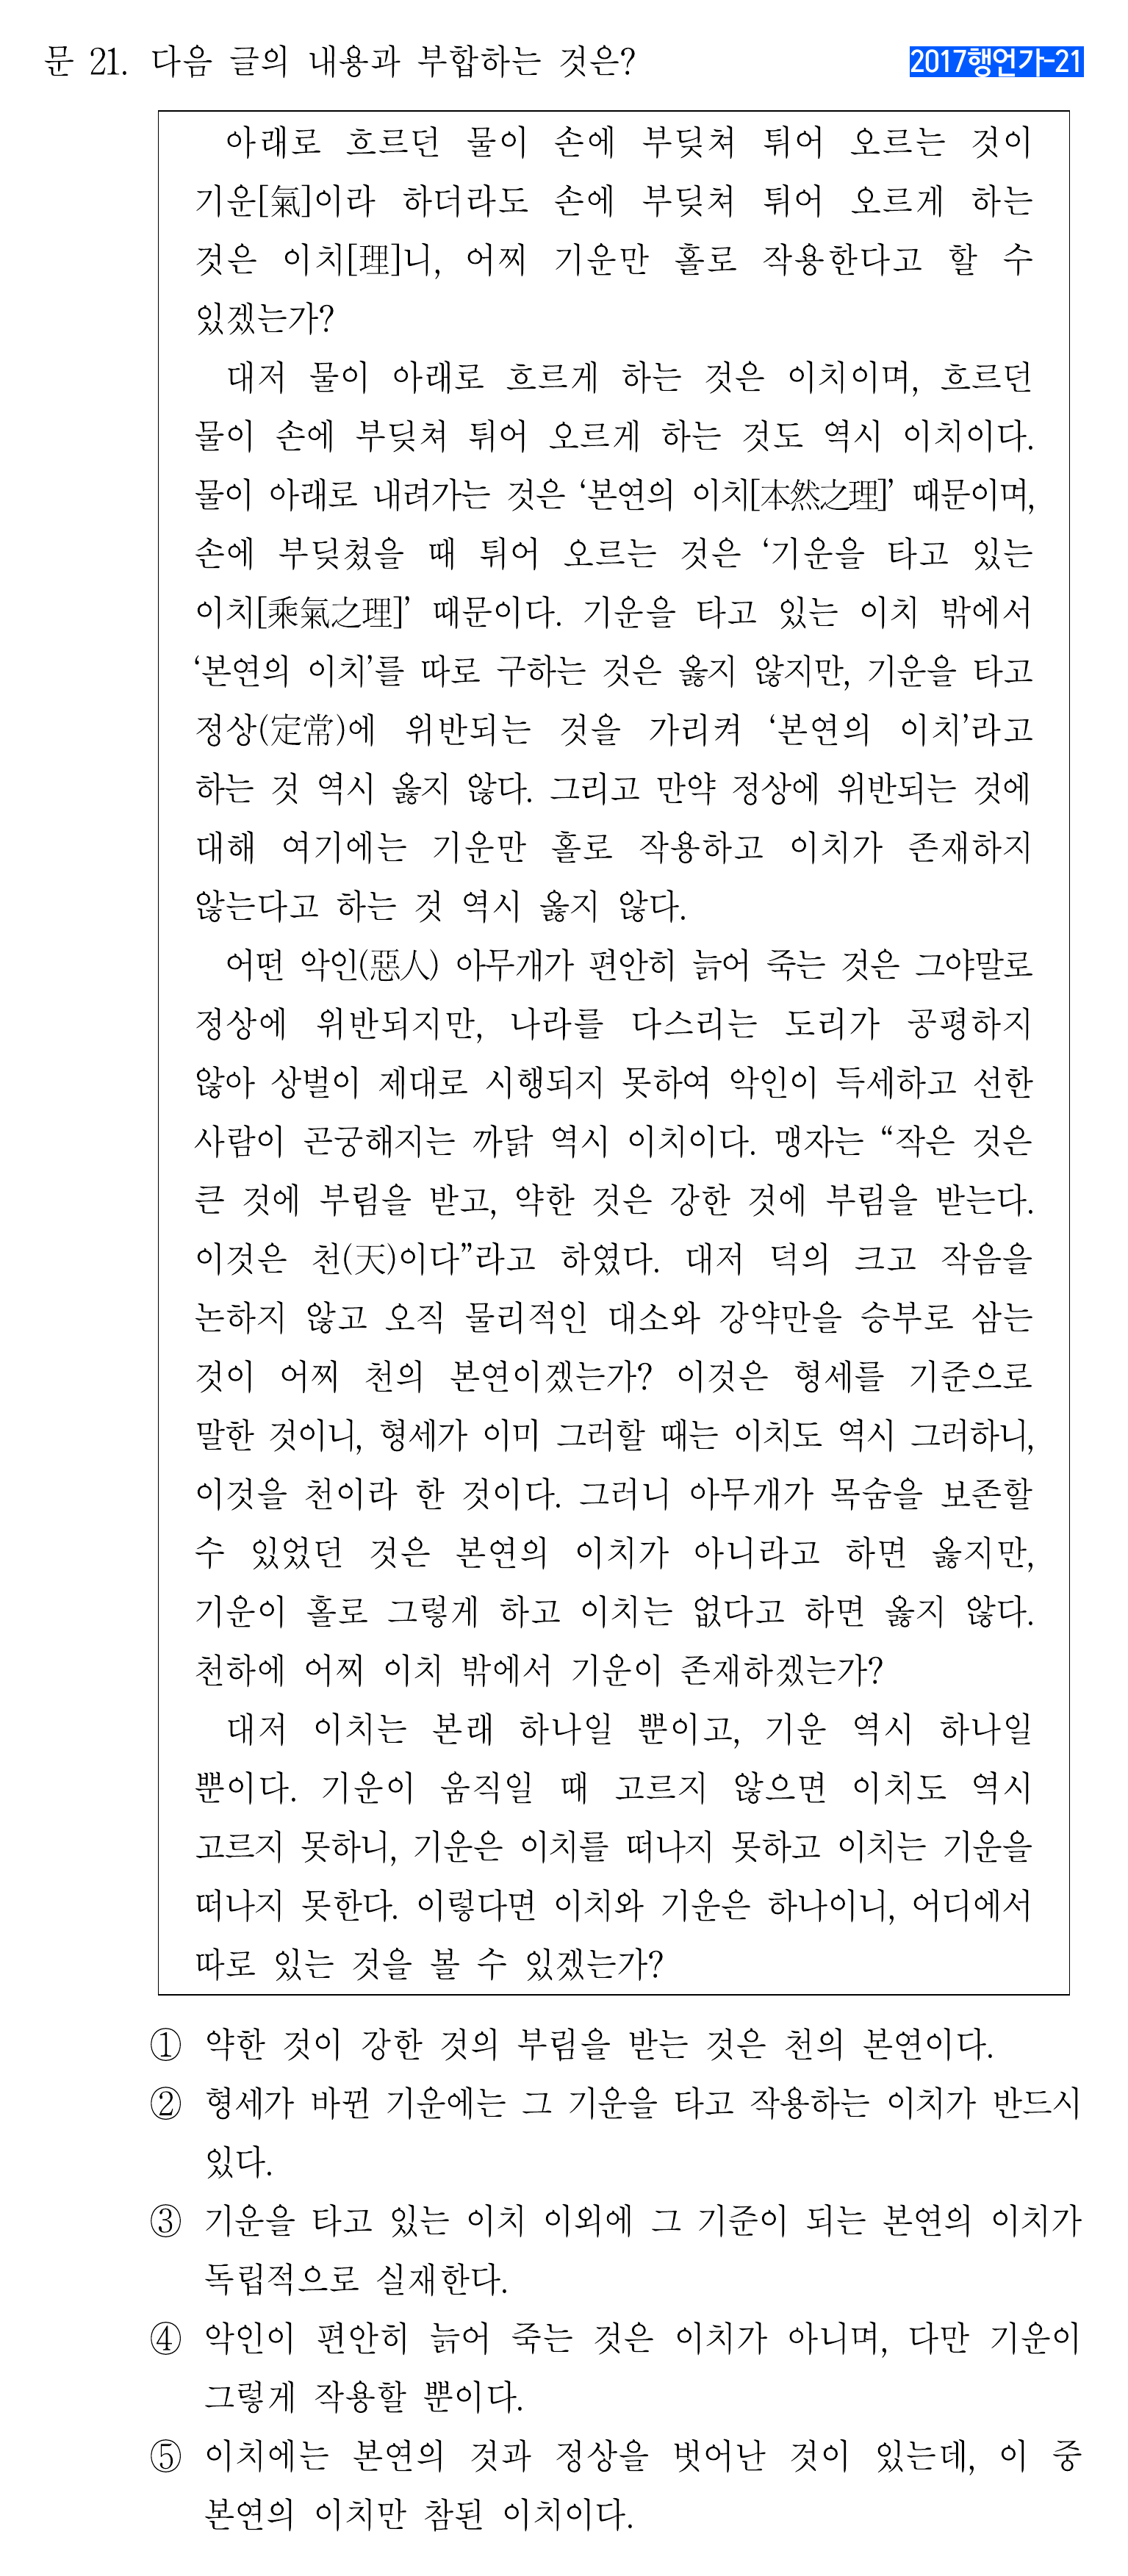 문 21. 다음 글의 내용과 부합하는 것은?
2017행언가-21
아래로 흐르던 물이 손에 부딪쳐 튀어 오르는 것이
기운[氣]이라 하더라도 손에 부딪쳐 튀어 오르게 하는
것은 이치[理]니, 어찌 기운만 홀로 작용한다고 할 수
있겠는가?
대저 물이 아래로 흐르게 하는 것은 이치이며, 흐르던
물이 손에 부딪쳐 튀어 오르게 하는 것도 역시 이치이다.
물이 아래로 내려가는 것은 ‘본연의 이치[本然之理]’ 때문이며,
손에 부딪쳤을 때 튀어 오르는 것은 ‘기운을 타고 있는
이치[乘氣之理]’ 때문이다. 기운을 타고 있는 이치 밖에서
‘본연의 이치’를 따로 구하는 것은 옳지 않지만, 기운을 타고
정상(定常)에 위반되는 것을 가리켜 ‘본연의 이치’라고
하는 것 역시 옳지 않다. 그리고 만약 정상에 위반되는 것에
대해 여기에는 기운만 홀로 작용하고 이치가 존재하지
않는다고 하는 것 역시 옳지 않다.
어떤 악인(惡人) 아무개가 편안히 늙어 죽는 것은 그야말로
정상에 위반되지만, 나라를 다스리는 도리가 공평하지
않아 상벌이 제대로 시행되지 못하여 악인이 득세하고 선한
사람이 곤궁해지는 까닭 역시 이치이다. 맹자는 “작은 것은
큰 것에 부림을 받고, 약한 것은 강한 것에 부림을 받는다.
이것은 천(天)이다”라고 하였다. 대저 덕의 크고 작음을
논하지 않고 오직 물리적인 대소와 강약만을 승부로 삼는
것이 어찌 천의 본연이겠는가? 이것은 형세를 기준으로
말한 것이니, 형세가 이미 그러할 때는 이치도 역시 그러하니,
이것을 천이라 한 것이다. 그러니 아무개가 목숨을 보존할
수 있었던 것은 본연의 이치가 아니라고 하면 옳지만,
기운이 홀로 그렇게 하고 이치는 없다고 하면 옳지 않다.
천하에 어찌 이치 밖에서 기운이 존재하겠는가?
대저 이치는 본래 하나일 뿐이고, 기운 역시 하나일
뿐이다. 기운이 움직일 때 고르지 않으면 이치도 역시
고르지 못하니, 기운은 이치를 떠나지 못하고 이치는 기운을
떠나지 못한다. 이렇다면 이치와 기운은 하나이니, 어디에서
따로 있는 것을 볼 수 있겠는가?
① 약한 것이 강한 것의 부림을 받는 것은 천의 본연이다.
② 형세가 바뀐 기운에는 그 기운을 타고 작용하는 이치가 반드시
있다.
③ 기운을 타고 있는 이치 이외에 그 기준이 되는 본연의 이치가
독립적으로 실재한다.
④ 악인이 편안히 늙어 죽는 것은 이치가 아니며, 다만 기운이
그렇게 작용할 뿐이다.
⑤ 이치에는 본연의 것과 정상을 벗어난 것이 있는데, 이 중
본연의 이치만 참된 이치이다.